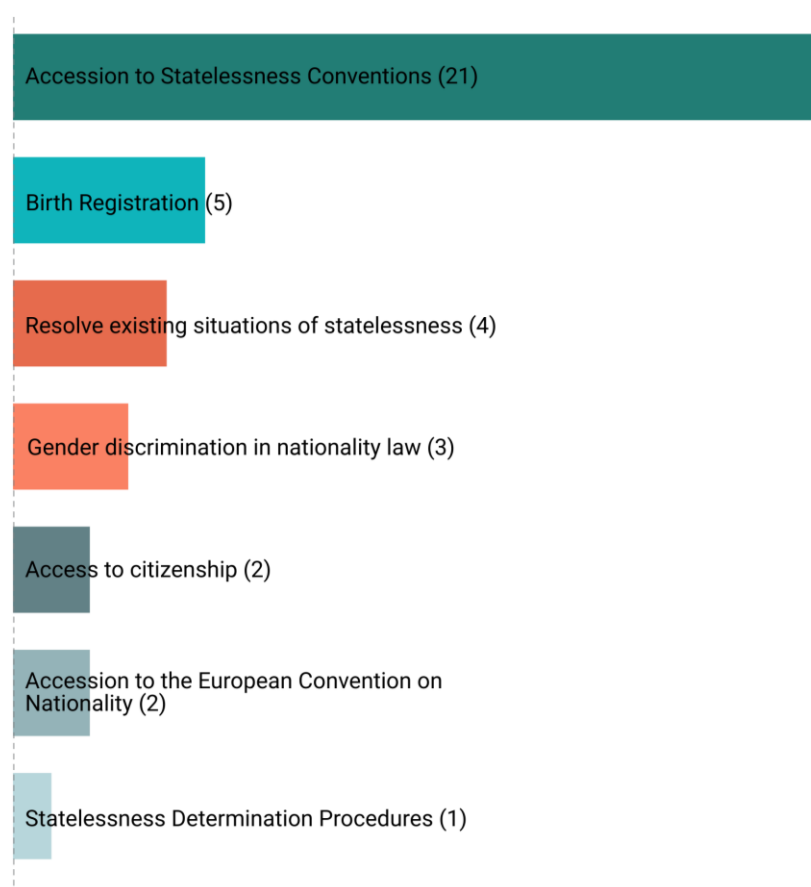 Accession to Statelessness Conventions (21)
Birth Registration (5)
Resolve existing situations of statelessness (4)
Gender discrimination in nationality law (3)
Access to citizenship (2)
Accession to the European Convention on
Nationality (2)
Statelessness Determination Procedures (1)